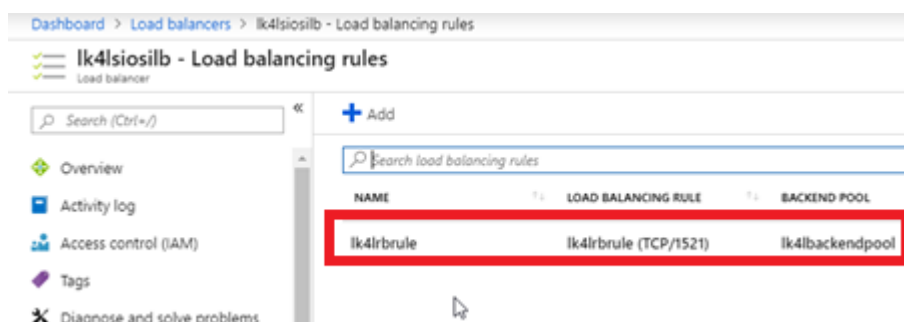 Dashboard > Load balancers > lk4lsiosilb - Load balancing rules
lk4lsiosilb - Load balancing rules
Load balancer
Search (Ctrl+/)
«
Overview
Activity log
Access control (IAM)
Tags
Diagnose and solve problems
+ Add
Search load balancing rules
NAME ↑↓ LOAD BALANCING RULE ↑↓ BACKEND POOL
lk4lrbrule lk4lrbrule (TCP/1521) lk4lbackendpool